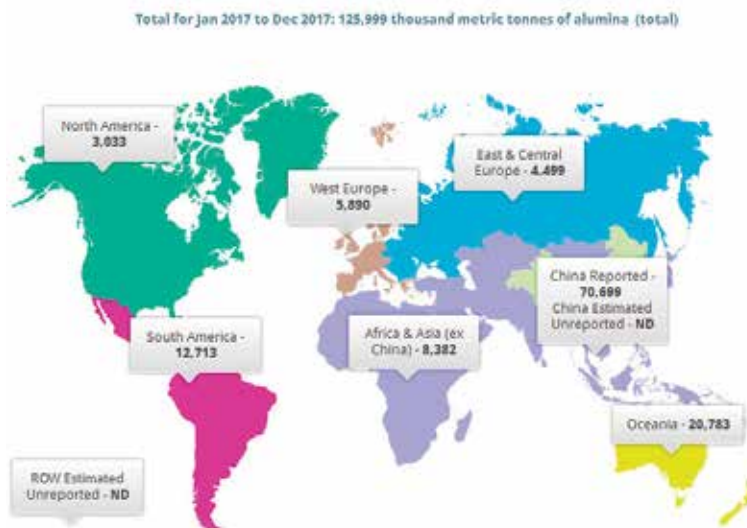 Total for Jan 2017 to Dec 2017: 125,999 thousand metric tonnes of alumina (total)
North America -
3,033
East & Central
Europe - 4,499
West Europe -
5,890
China Reported -
70,699
China Estimated
Unreported - ND
South America -
12,713
Africa & Asia (ex
China) - 8,382
Oceania - 20,783
ROW Estimated
Unreported - ND